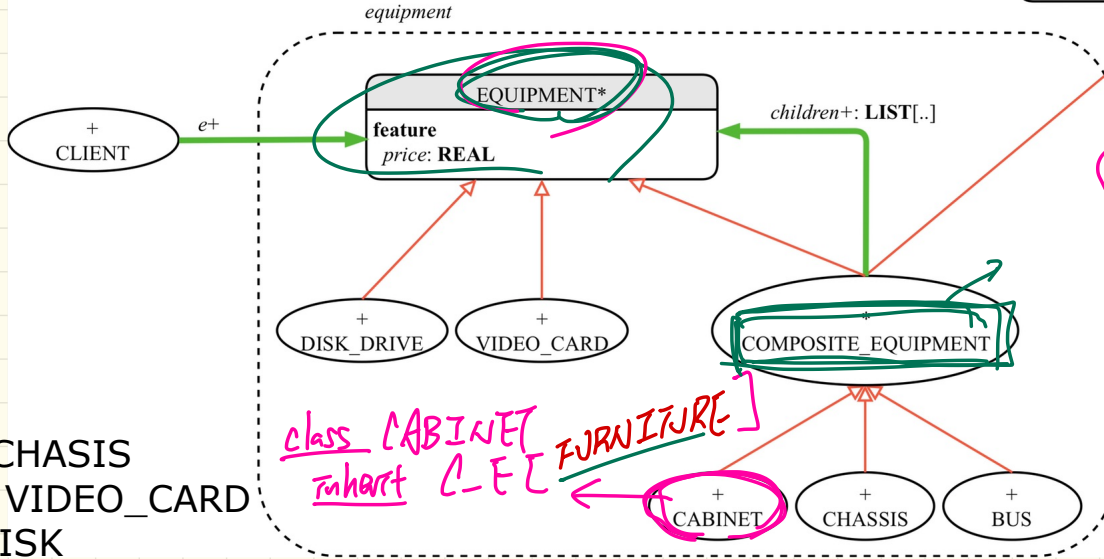 equipment
EQUIPMENT*
feature
price: REAL
+
CLIENT
e+
children+: LIST[..]
+
DISK_DRIVE
+
VIDEO_CARD
*
COMPOSITE_EQUIPMENT
class CABINET
inherit C_E[FURNITURE]
+
CABINET
+
CHASSIS
+
BUS
CHASIS
VIDEO_CARD
ISK